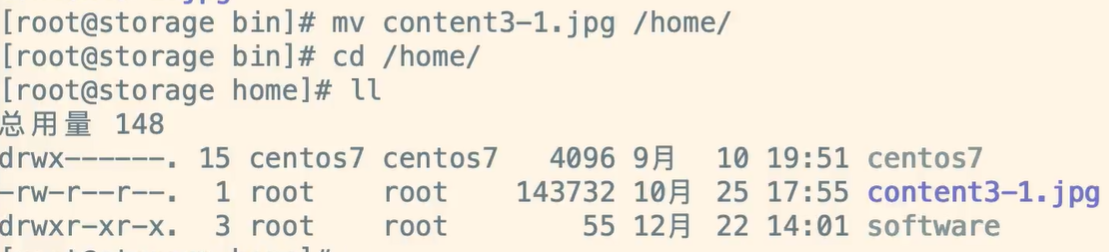 [root@storage bin]# mv content3-1.jpg /home/
[root@storage bin]# cd /home/
[root@storage home]# ll
总用量 148
drwx------. 15 centos7 centos7   4096 9月  10 19:51 centos7
-rw-r--r--.  1 root    root    143732 10月 25 17:55 content3-1.jpg
drwxr-xr-x.  3 root    root        55 12月 22 14:01 software